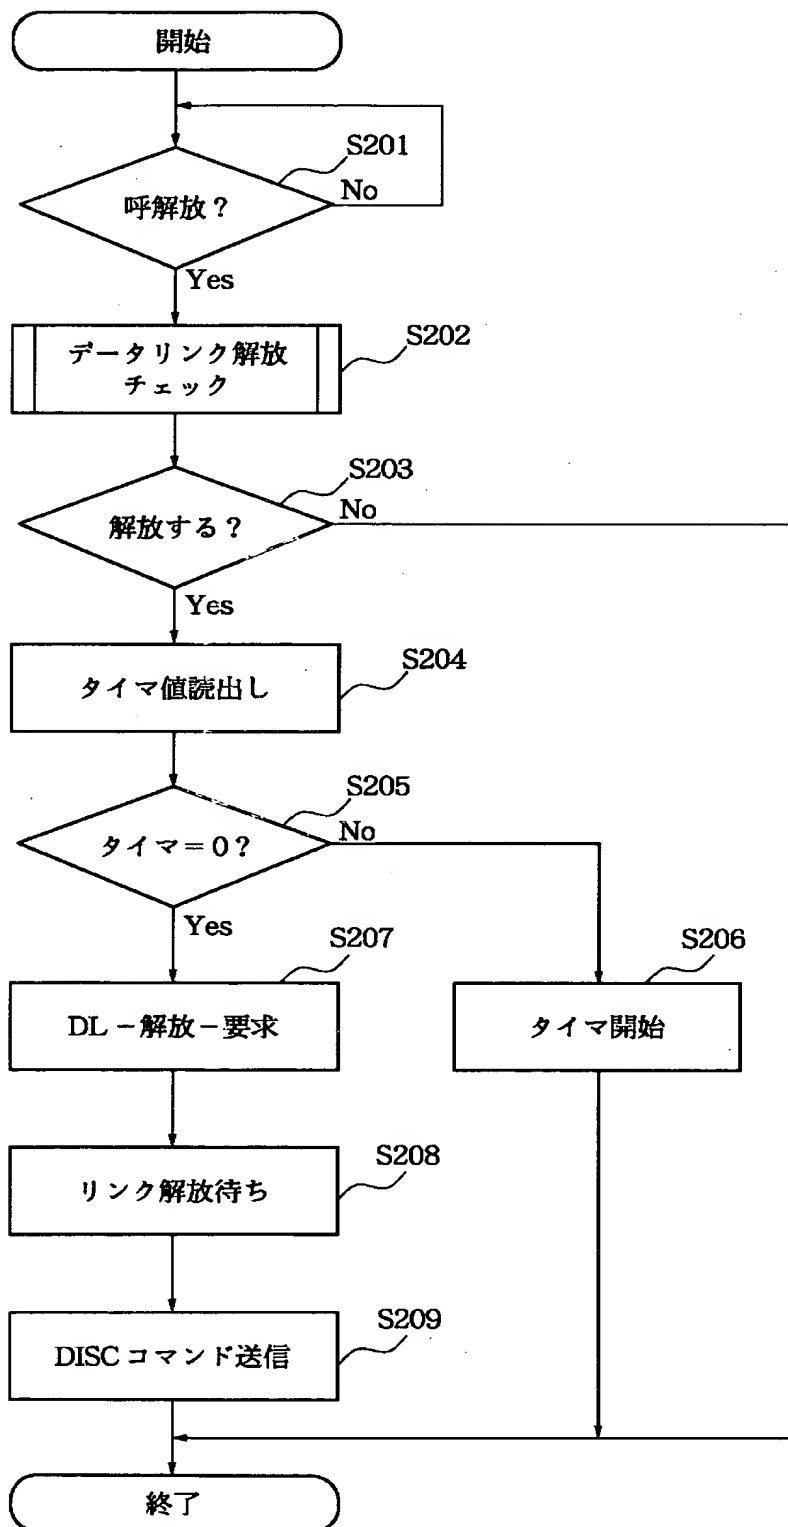 開始
S201
呼解放?
No
Yes
S202
データリンク解放
チェック
S203
解放する?
No
Yes
S204
タイマ値読出し
S205
タイマ=0?
No
Yes
S207
DL-解放-要求
S206
タイマ開始
S208
リンク解放待ち
S209
DISCコマンド送信
終了